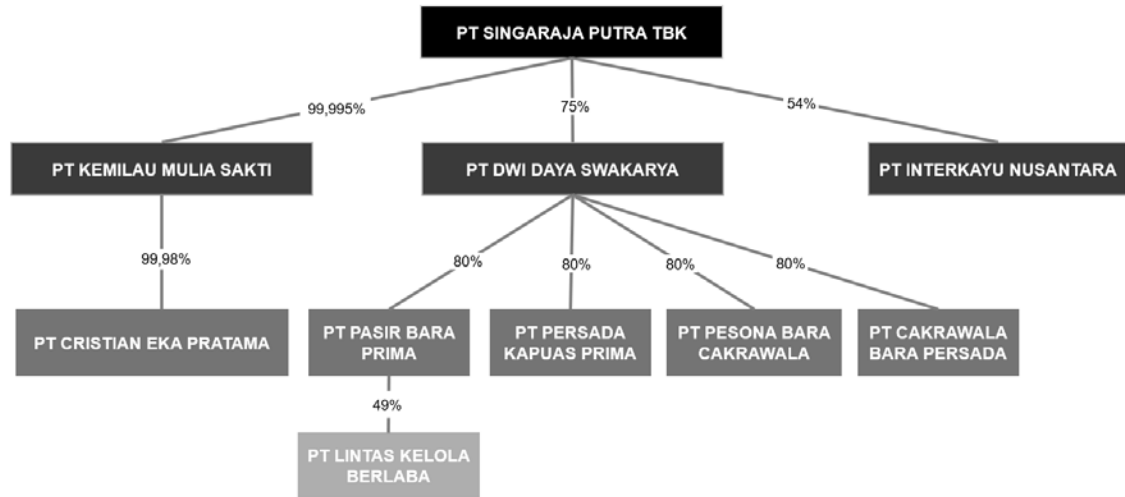 PT SINGARAJA PUTRA TBK
99,995%
75%
54%
PT KEMILAU MULIA SAKTI
PT DWI DAYA SWAKARYA
PT INTERKAYU NUSANTARA
99,98%
80%
80%
80%
80%
PT CRISTIAN EKA PRATAMA
PT PASIR BARA
PRIMA
PT PERSADA
KAPUAS PRIMA
PT PESONA BARA
CAKRAWALA
PT CAKRAWALA
BARA PERSADA
49%
PT LINTAS KELOLA
BERLABA